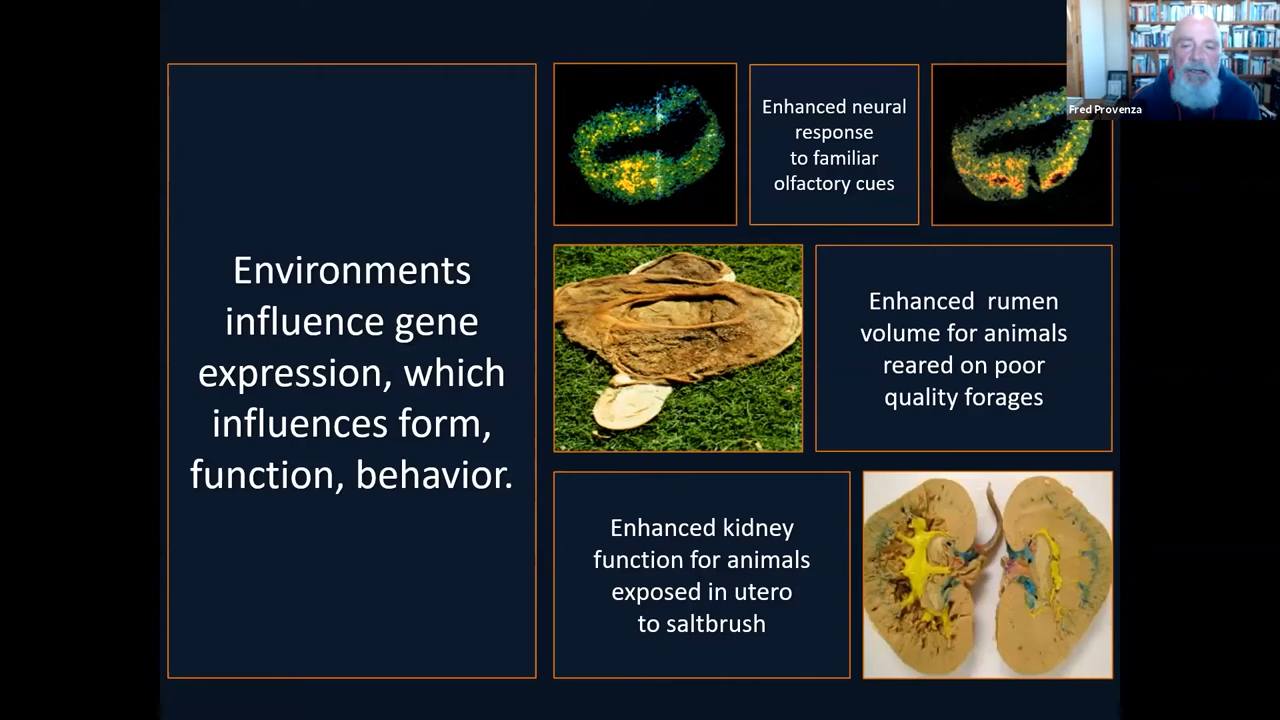 Environments
influence gene
expression, which
influences form,
function, behavior.
Enhanced neural
response
to familiar
olfactory cues
Fred Provenza
Enhanced rumen
volume for animals
reared on poor
quality forages
Enhanced kidney
function for animals
exposed in utero
to saltbrush